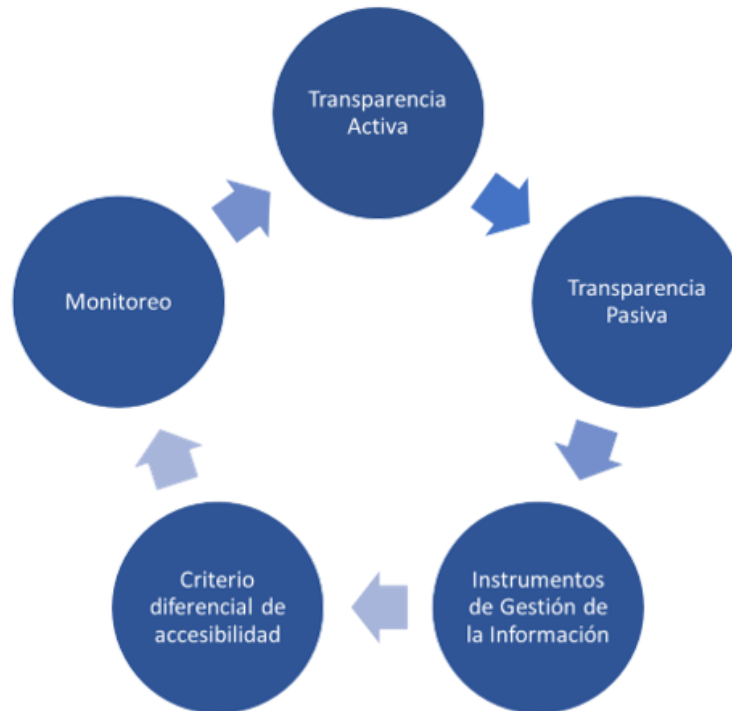 Transparencia
Activa
Transparencia
Pasiva
Instrumentos
de Gestión de
la Información
Criterio
diferencial de
accesibilidad
Monitoreo